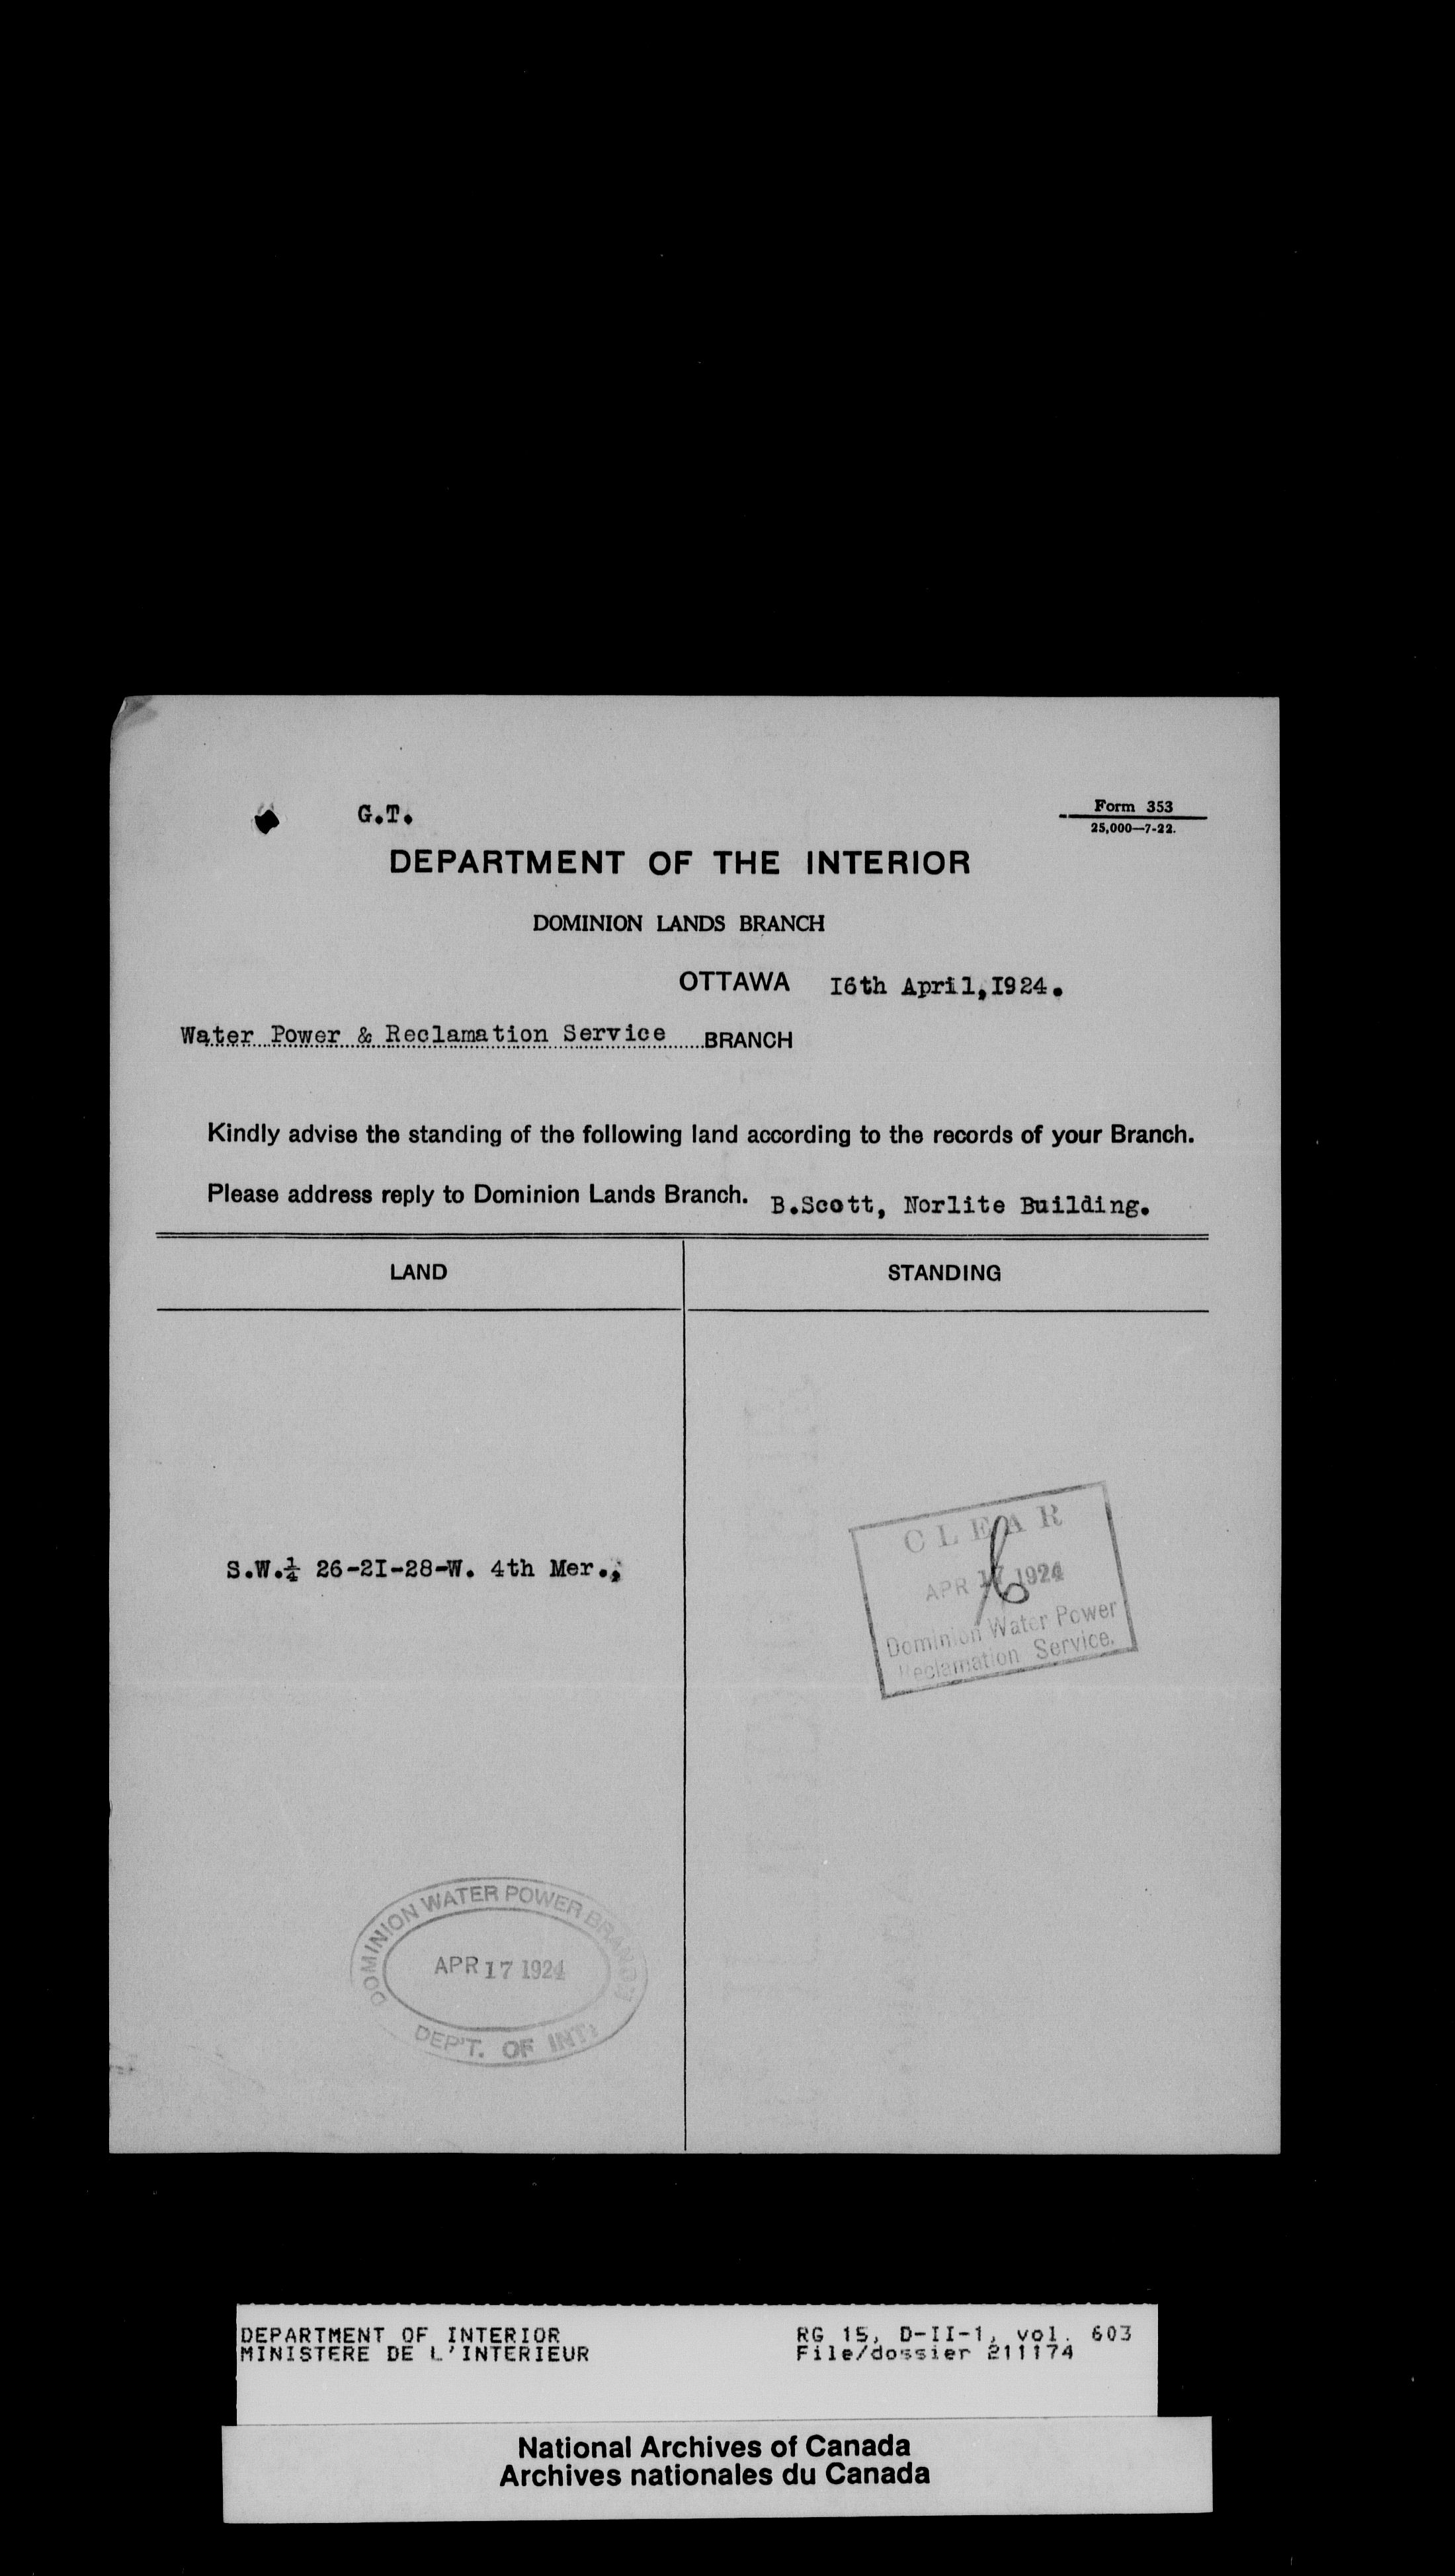 G.T.
Form 353
25,000—7-22.
DEPARTMENT OF THE INTERIOR
DOMINION LANDS BRANCH
OTTAWA I6th April,I924.
Water Power & Reclamation Service BRANCH
Kindly advise the standing of the following land according to the records of your Branch.
Please address reply to Dominion Lands Branch. B.Scott, Norlite Building.
LAND STANDING
S.W.¼ 26-2I-28-W. 4th Mer.,
CLEAR
APR 17 1924
Dominion Water Power
Reclamation Service.
DOMINION WATER POWER BRANCH
APR 17 1924
DEP'T. OF INT.
DEPARTMENT OF INTERIOR RG 15, D-II-1, vol. 603
MINISTERE DE L'INTERIEUR File/dossier 211174
National Archives of Canada
Archives nationales du Canada